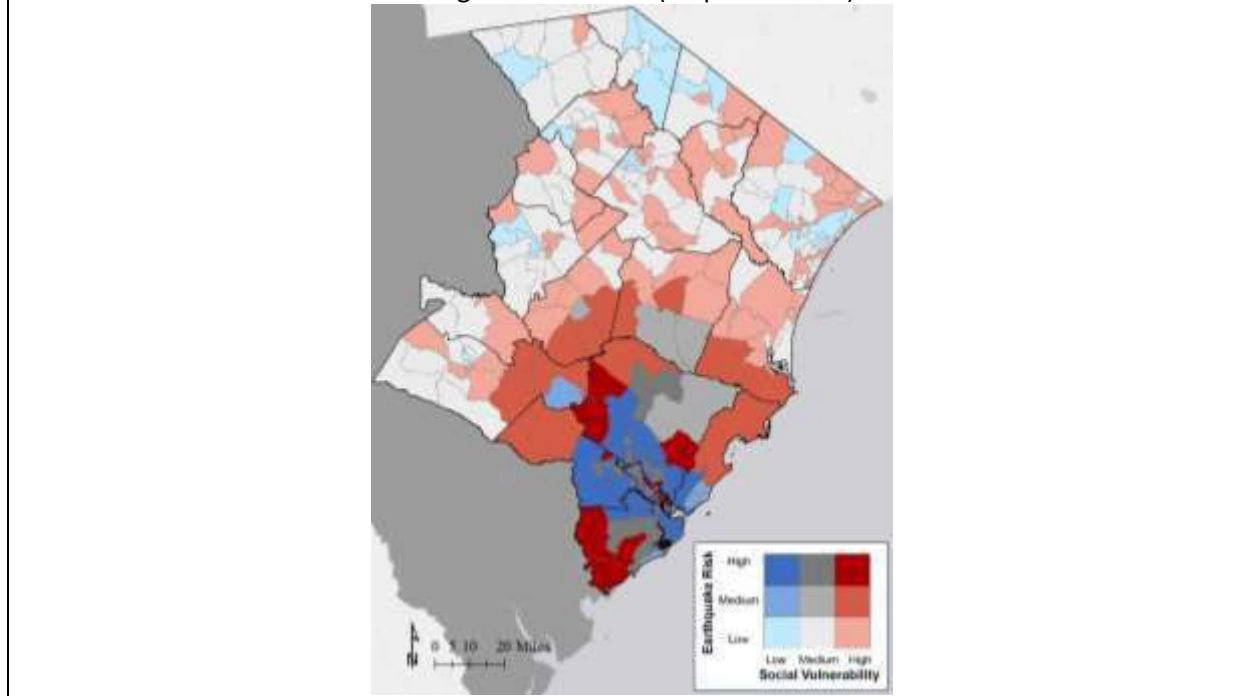 High
Medium
Low
Earthquake Risk
Low Medium High
Social Vulnerability
N
0 5 10 20 Miles